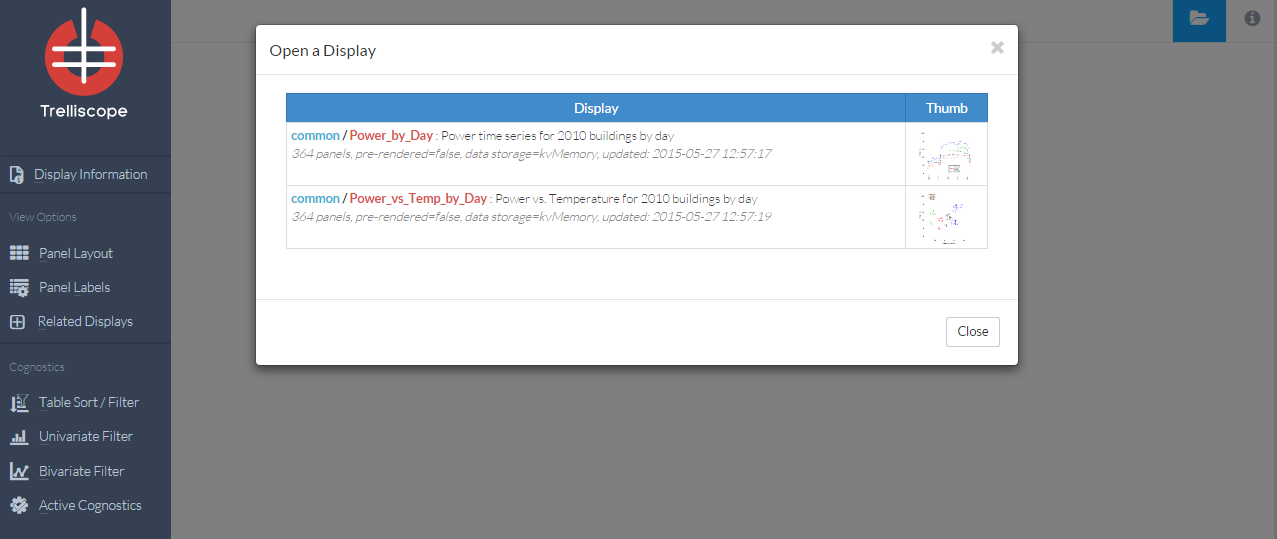 Trelliscope
Display Information
View Options
Panel Layout
Panel Labels
Related Displays
Cognostics
Table Sort / Filter
Univariate Filter
Bivariate Filter
Active Cognostics
Open a Display
×
Display Thumb
common / Power_by_Day : Power time series for 2010 buildings by day
364 panels, pre-rendered=false, data storage=kvMemory, updated: 2015-05-27 12:57:17
common / Power_vs_Temp_by_Day : Power vs. Temperature for 2010 buildings by day
364 panels, pre-rendered=false, data storage=kvMemory, updated: 2015-05-27 12:57:19
Close